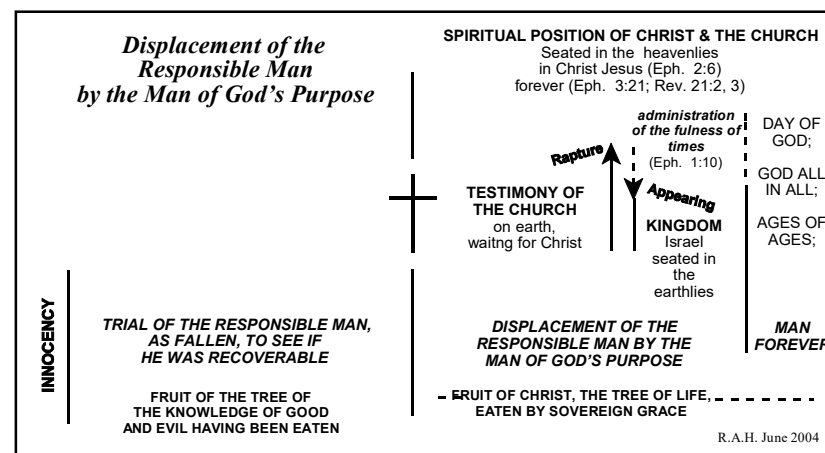 Displacement of the
Responsible Man
by the Man of God's Purpose
SPIRITUAL POSITION OF CHRIST & THE CHURCH
Seated in the heavenlies
in Christ Jesus (Eph. 2:6)
forever (Eph. 3:21; Rev. 21:2, 3)
administration
of the fulness of
times
(Eph. 1:10)
DAY OF
GOD;
GOD ALL
IN ALL;
AGES OF
AGES;
Rapture
Appearing
TESTIMONY OF
THE CHURCH
on earth,
waitng for Christ
KINGDOM
Israel
seated in
the
earthlies
INNOCENCY
TRIAL OF THE RESPONSIBLE MAN,
AS FALLEN, TO SEE IF
HE WAS RECOVERABLE
DISPLACEMENT OF THE
RESPONSIBLE MAN BY THE
MAN OF GOD'S PURPOSE
MAN
FOREVER
FRUIT OF THE TREE OF
THE KNOWLEDGE OF GOOD
AND EVIL HAVING BEEN EATEN
FRUIT OF CHRIST, THE TREE OF LIFE,
EATEN BY SOVEREIGN GRACE
R.A.H. June 2004